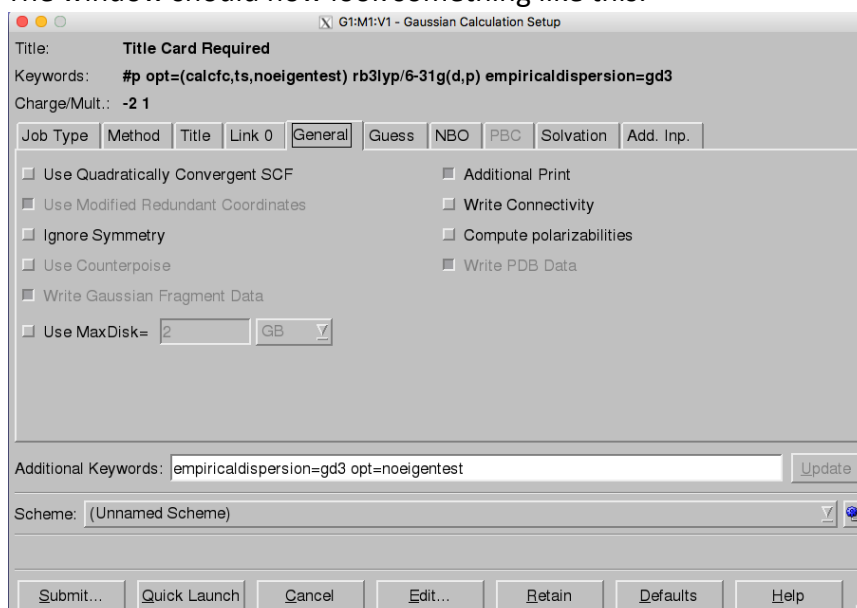 The window should now look something like this:
G1:M1:V1 - Gaussian Calculation Setup
Title: Title Card Required
Keywords: #p opt=(calcfc,ts,noeigentest) rb3lyp/6-31g(d,p) empiricaldispersion=gd3
Charge/Mult.: -2 1
Job Type Method Title Link 0 General Guess NBO PBC Solvation Add. Inp.
Use Quadratically Convergent SCF Additional Print
Use Modified Redundant Coordinates Write Connectivity
Ignore Symmetry Compute polarizabilities
Use Counterpoise Write PDB Data
Write Gaussian Fragment Data
Use MaxDisk= 2 GB
Additional Keywords: empiricaldispersion=gd3 opt=noeigentest Update
Scheme: (Unnamed Scheme)
Submit... Quick Launch Cancel Edit... Retain Defaults Help